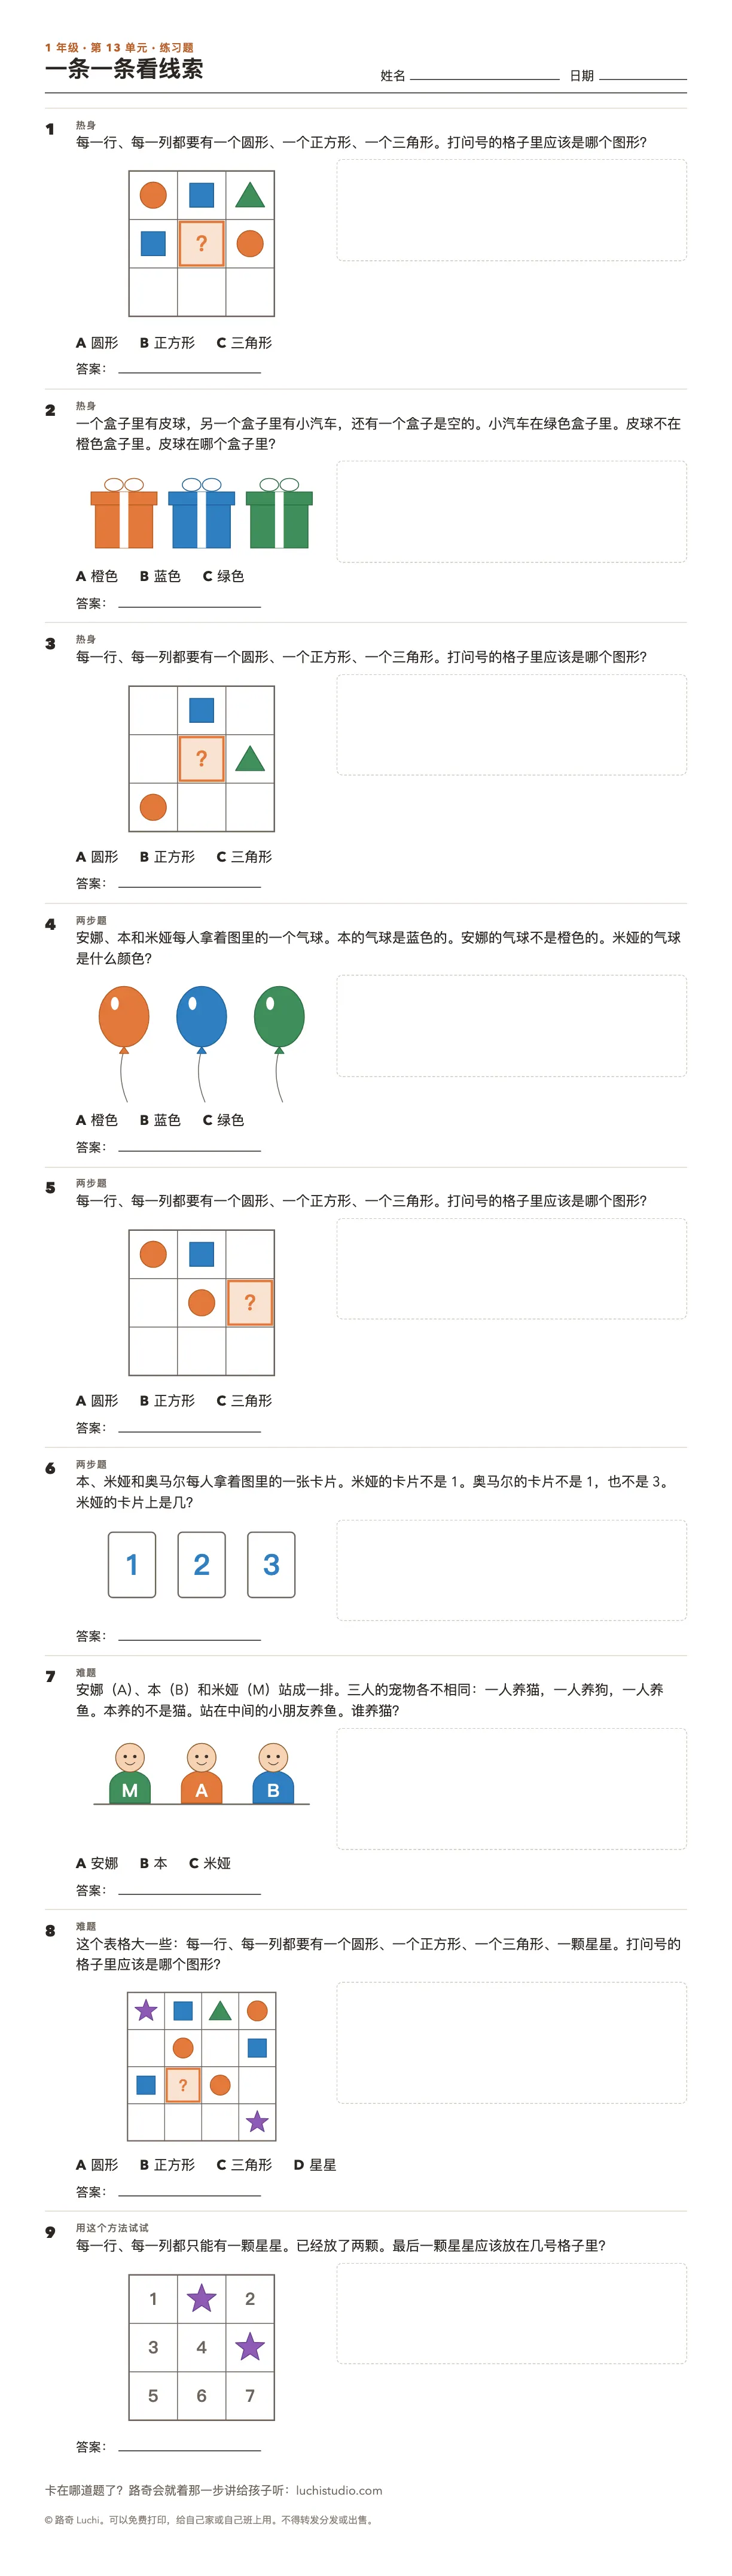 1 年级 · 第 13 单元 · 练习题
一条一条看线索
姓名 日期
1
热身
每一行、每一列都要有一个圆形、一个正方形、一个三角形。打问号的格子里应该是哪个图形?
?
A 圆形 B 正方形 C 三角形
答案:
2
热身
一个盒子里有皮球，另一个盒子里有小汽车，还有一个盒子是空的。小汽车在绿色盒子里。皮球不在
橙色盒子里。皮球在哪个盒子里?
A 橙色 B 蓝色 C 绿色
答案:
3
热身
每一行、每一列都要有一个圆形、一个正方形、一个三角形。打问号的格子里应该是哪个图形?
?
A 圆形 B 正方形 C 三角形
答案:
4
两步题
安娜、本和米娅每人拿着图里的一个气球。本的气球是蓝色的。安娜的气球不是橙色的。米娅的气球
是什么颜色?
A 橙色 B 蓝色 C 绿色
答案:
5
两步题
每一行、每一列都要有一个圆形、一个正方形、一个三角形。打问号的格子里应该是哪个图形?
?
A 圆形 B 正方形 C 三角形
答案:
6
两步题
本、米娅和奥马尔每人拿着图里的一张卡片。米娅的卡片不是 1。奥马尔的卡片不是 1，也不是 3。
米娅的卡片上是几?
1 2 3
答案:
7
难题
安娜（A）、本（B）和米娅（M）站成一排。三人的宠物各不相同：一人养猫，一人养狗，一人养
鱼。本养的不是猫。站在中间的小朋友养鱼。谁养猫?
M A B
A 安娜 B 本 C 米娅
答案:
8
难题
这个表格大一些：每一行、每一列都要有一个圆形、一个正方形、一个三角形、一颗星星。打问号的
格子里应该是哪个图形?
?
A 圆形 B 正方形 C 三角形 D 星星
答案:
9
用这个方法试试
每一行、每一列都只能有一颗星星。已经放了两颗。最后一颗星星应该放在几号格子里?
1 2
3 4
5 6 7
答案:
卡在哪道题了？路奇会就着那一步讲给孩子听：luchistudio.com
© 路奇 Luchi。可以免费打印，给自己家或自己班上用。不得转发分发或出售。